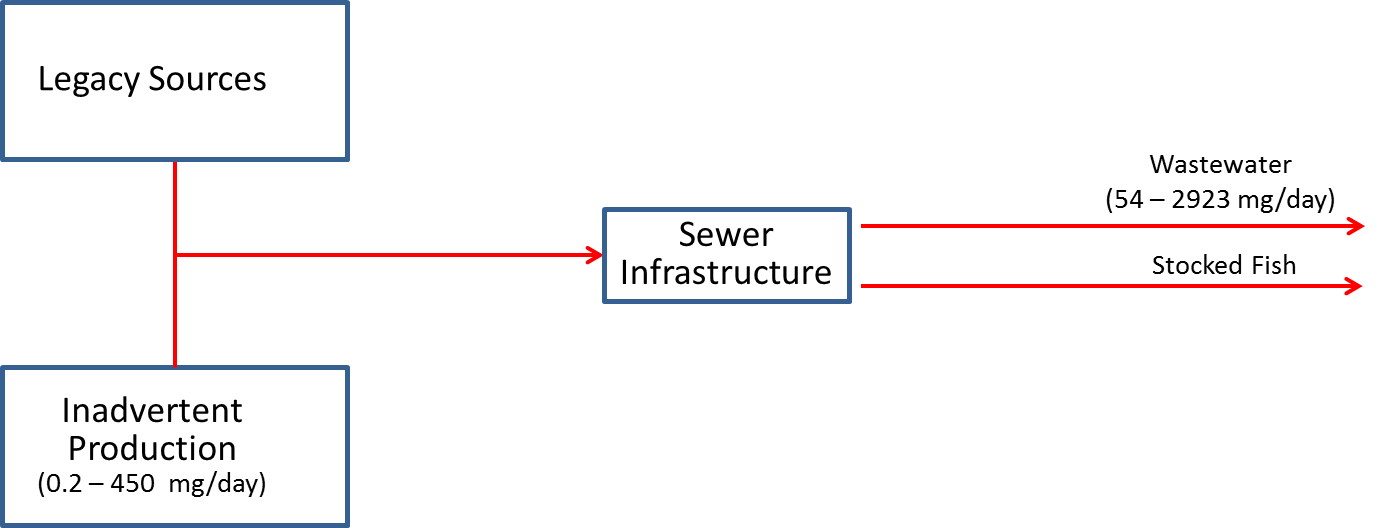 Legacy Sources
Wastewater
(54 – 2923 mg/day)
Sewer
Infrastructure
Stocked Fish
Inadvertent
Production
(0.2 – 450  mg/day)